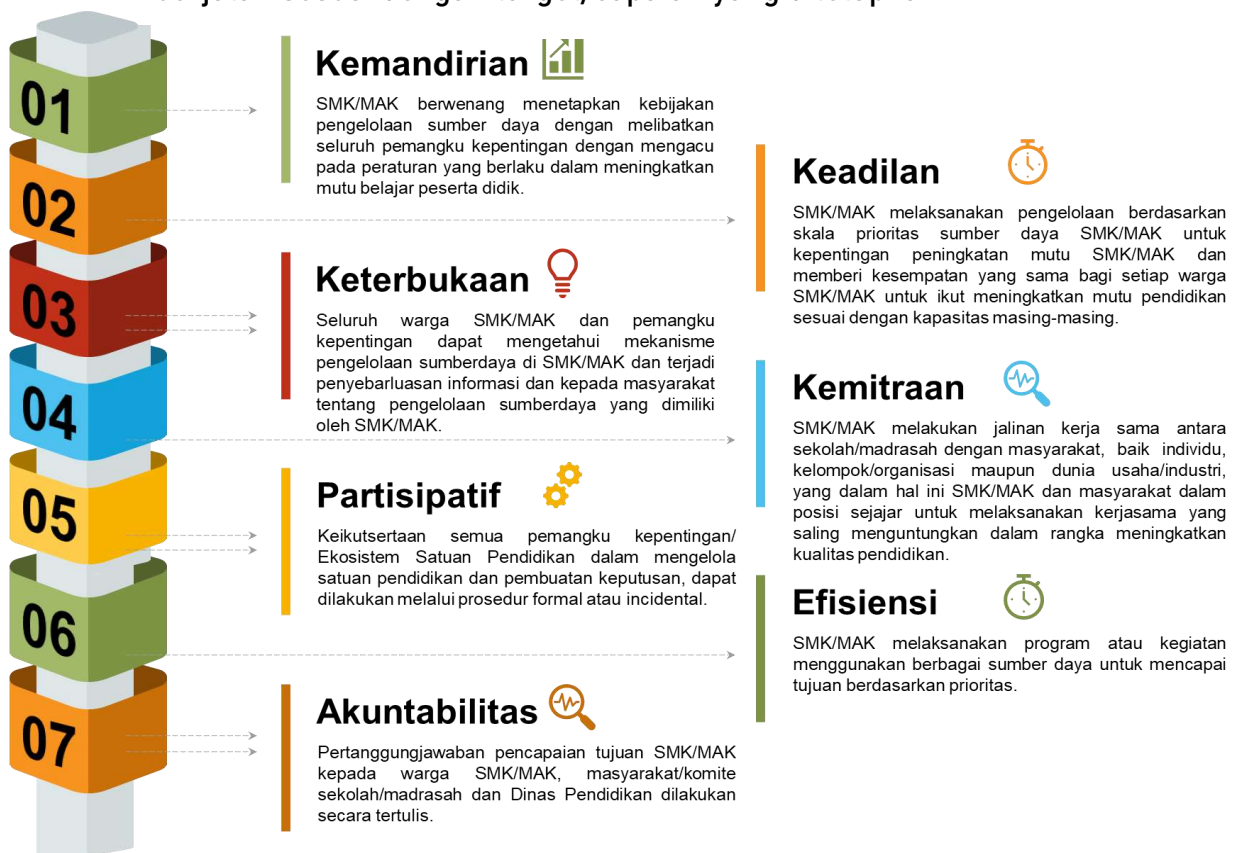 01
Kemandirian
SMK/MAK berwenang menetapkan kebijakan
pengelolaan sumber daya dengan melibatkan
seluruh pemangku kepentingan dengan mengacu
pada peraturan yang berlaku dalam meningkatkan
mutu belajar peserta didik.
02
Keadilan
SMK/MAK melaksanakan pengelolaan berdasarkan
skala prioritas sumber daya SMK/MAK untuk
kepentingan peningkatan mutu SMK/MAK dan
memberi kesempatan yang sama bagi setiap warga
SMK/MAK untuk ikut meningkatkan mutu pendidikan
sesuai dengan kapasitas masing-masing.
03
Keterbukaan
Seluruh warga SMK/MAK dan pemangku
kepentingan dapat mengetahui mekanisme
pengelolaan sumberdaya di SMK/MAK dan terjadi
penyebarluasan informasi dan kepada masyarakat
tentang pengelolaan sumberdaya yang dimiliki
oleh SMK/MAK.
04
Kemitraan
SMK/MAK melakukan jalinan kerja sama antara
sekolah/madrasah dengan masyarakat, baik individu,
kelompok/organisasi maupun dunia usaha/industri,
yang dalam hal ini SMK/MAK dan masyarakat dalam
posisi sejajar untuk melaksanakan kerjasama yang
saling menguntungkan dalam rangka meningkatkan
kualitas pendidikan.
05
Partisipatif
Keikutsertaan semua pemangku kepentingan/
Ekosistem Satuan Pendidikan dalam mengelola
satuan pendidikan dan pembuatan keputusan, dapat
dilakukan melalui prosedur formal atau incidental.
06
Efisiensi
SMK/MAK melaksanakan program atau kegiatan
menggunakan berbagai sumber daya untuk mencapai
tujuan berdasarkan prioritas.
07
Akuntabilitas
Pertanggungjawaban pencapaian tujuan SMK/MAK
kepada warga SMK/MAK, masyarakat/komite
sekolah/madrasah dan Dinas Pendidikan dilakukan
secara tertulis.